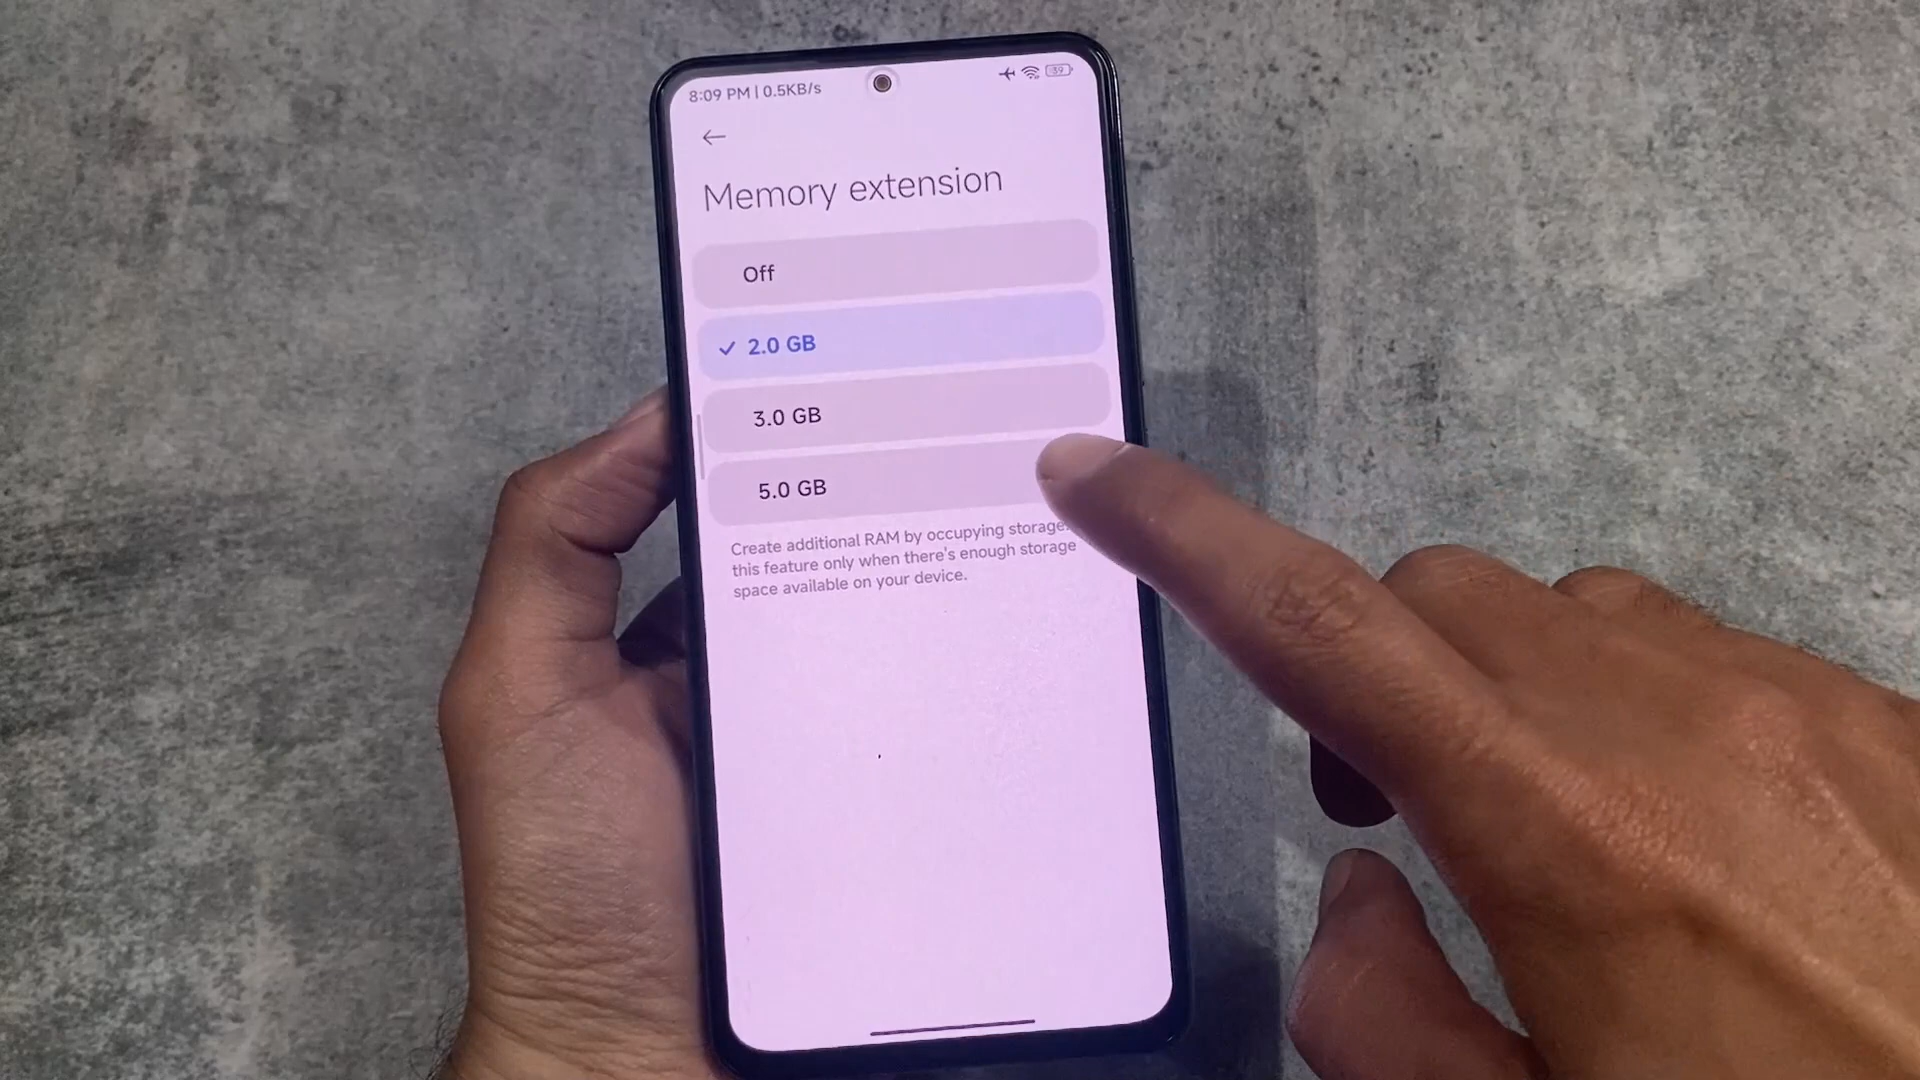 8:09 PM | 0.5KB/s
39
Memory extension
Off
2.0 GB
3.0 GB
5.0 GB
Create additional RAM by occupying storage.
this feature only when there's enough storage
space available on your device.